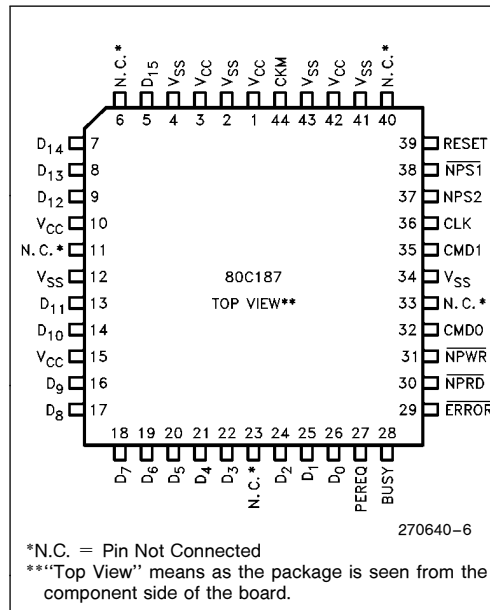 N.C.* D15 VSS VCC VSS VCC CKM VSS VCC VSS N.C.*
6 5 4 3 2 1 44 43 42 41 40
D14 7
D13 8
D12 9
VCC 10
N.C.* 11
VSS 12
D11 13
D10 14
VCC 15
D9 16
D8 17
80C187
TOP VIEW**
39 RESET
38 NPS1
37 NPS2
36 CLK
35 CMD1
34 VSS
33 N.C.*
32 CMD0
31 NPWR
30 NPRD
29 ERROR
18 19 20 21 22 23 24 25 26 27 28
D7 D6 D5 D4 D3 N.C.* D2 D1 D0 PEREQ BUSY
270640-6
*N.C. = Pin Not Connected
**"Top View" means as the package is seen from the
component side of the board.